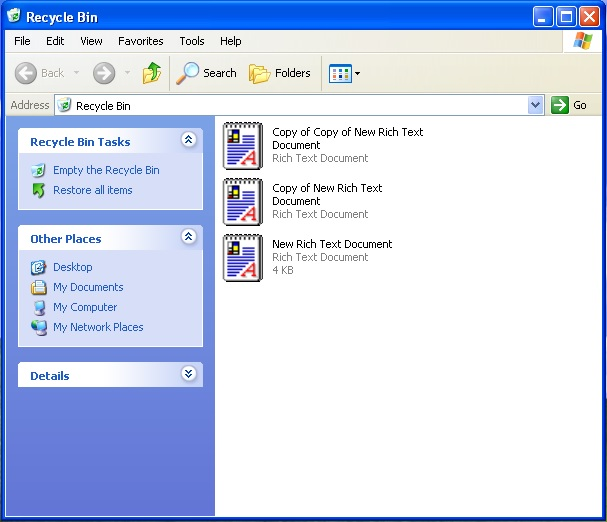 Recycle Bin
File Edit View Favorites Tools Help
Back Search Folders
Address Recycle Bin Go
Recycle Bin Tasks
Empty the Recycle Bin
Restore all items
Other Places
Desktop
My Documents
My Computer
My Network Places
Details
Copy of Copy of New Rich Text
Document
Rich Text Document
Copy of New Rich Text
Document
Rich Text Document
New Rich Text Document
Rich Text Document
4 KB